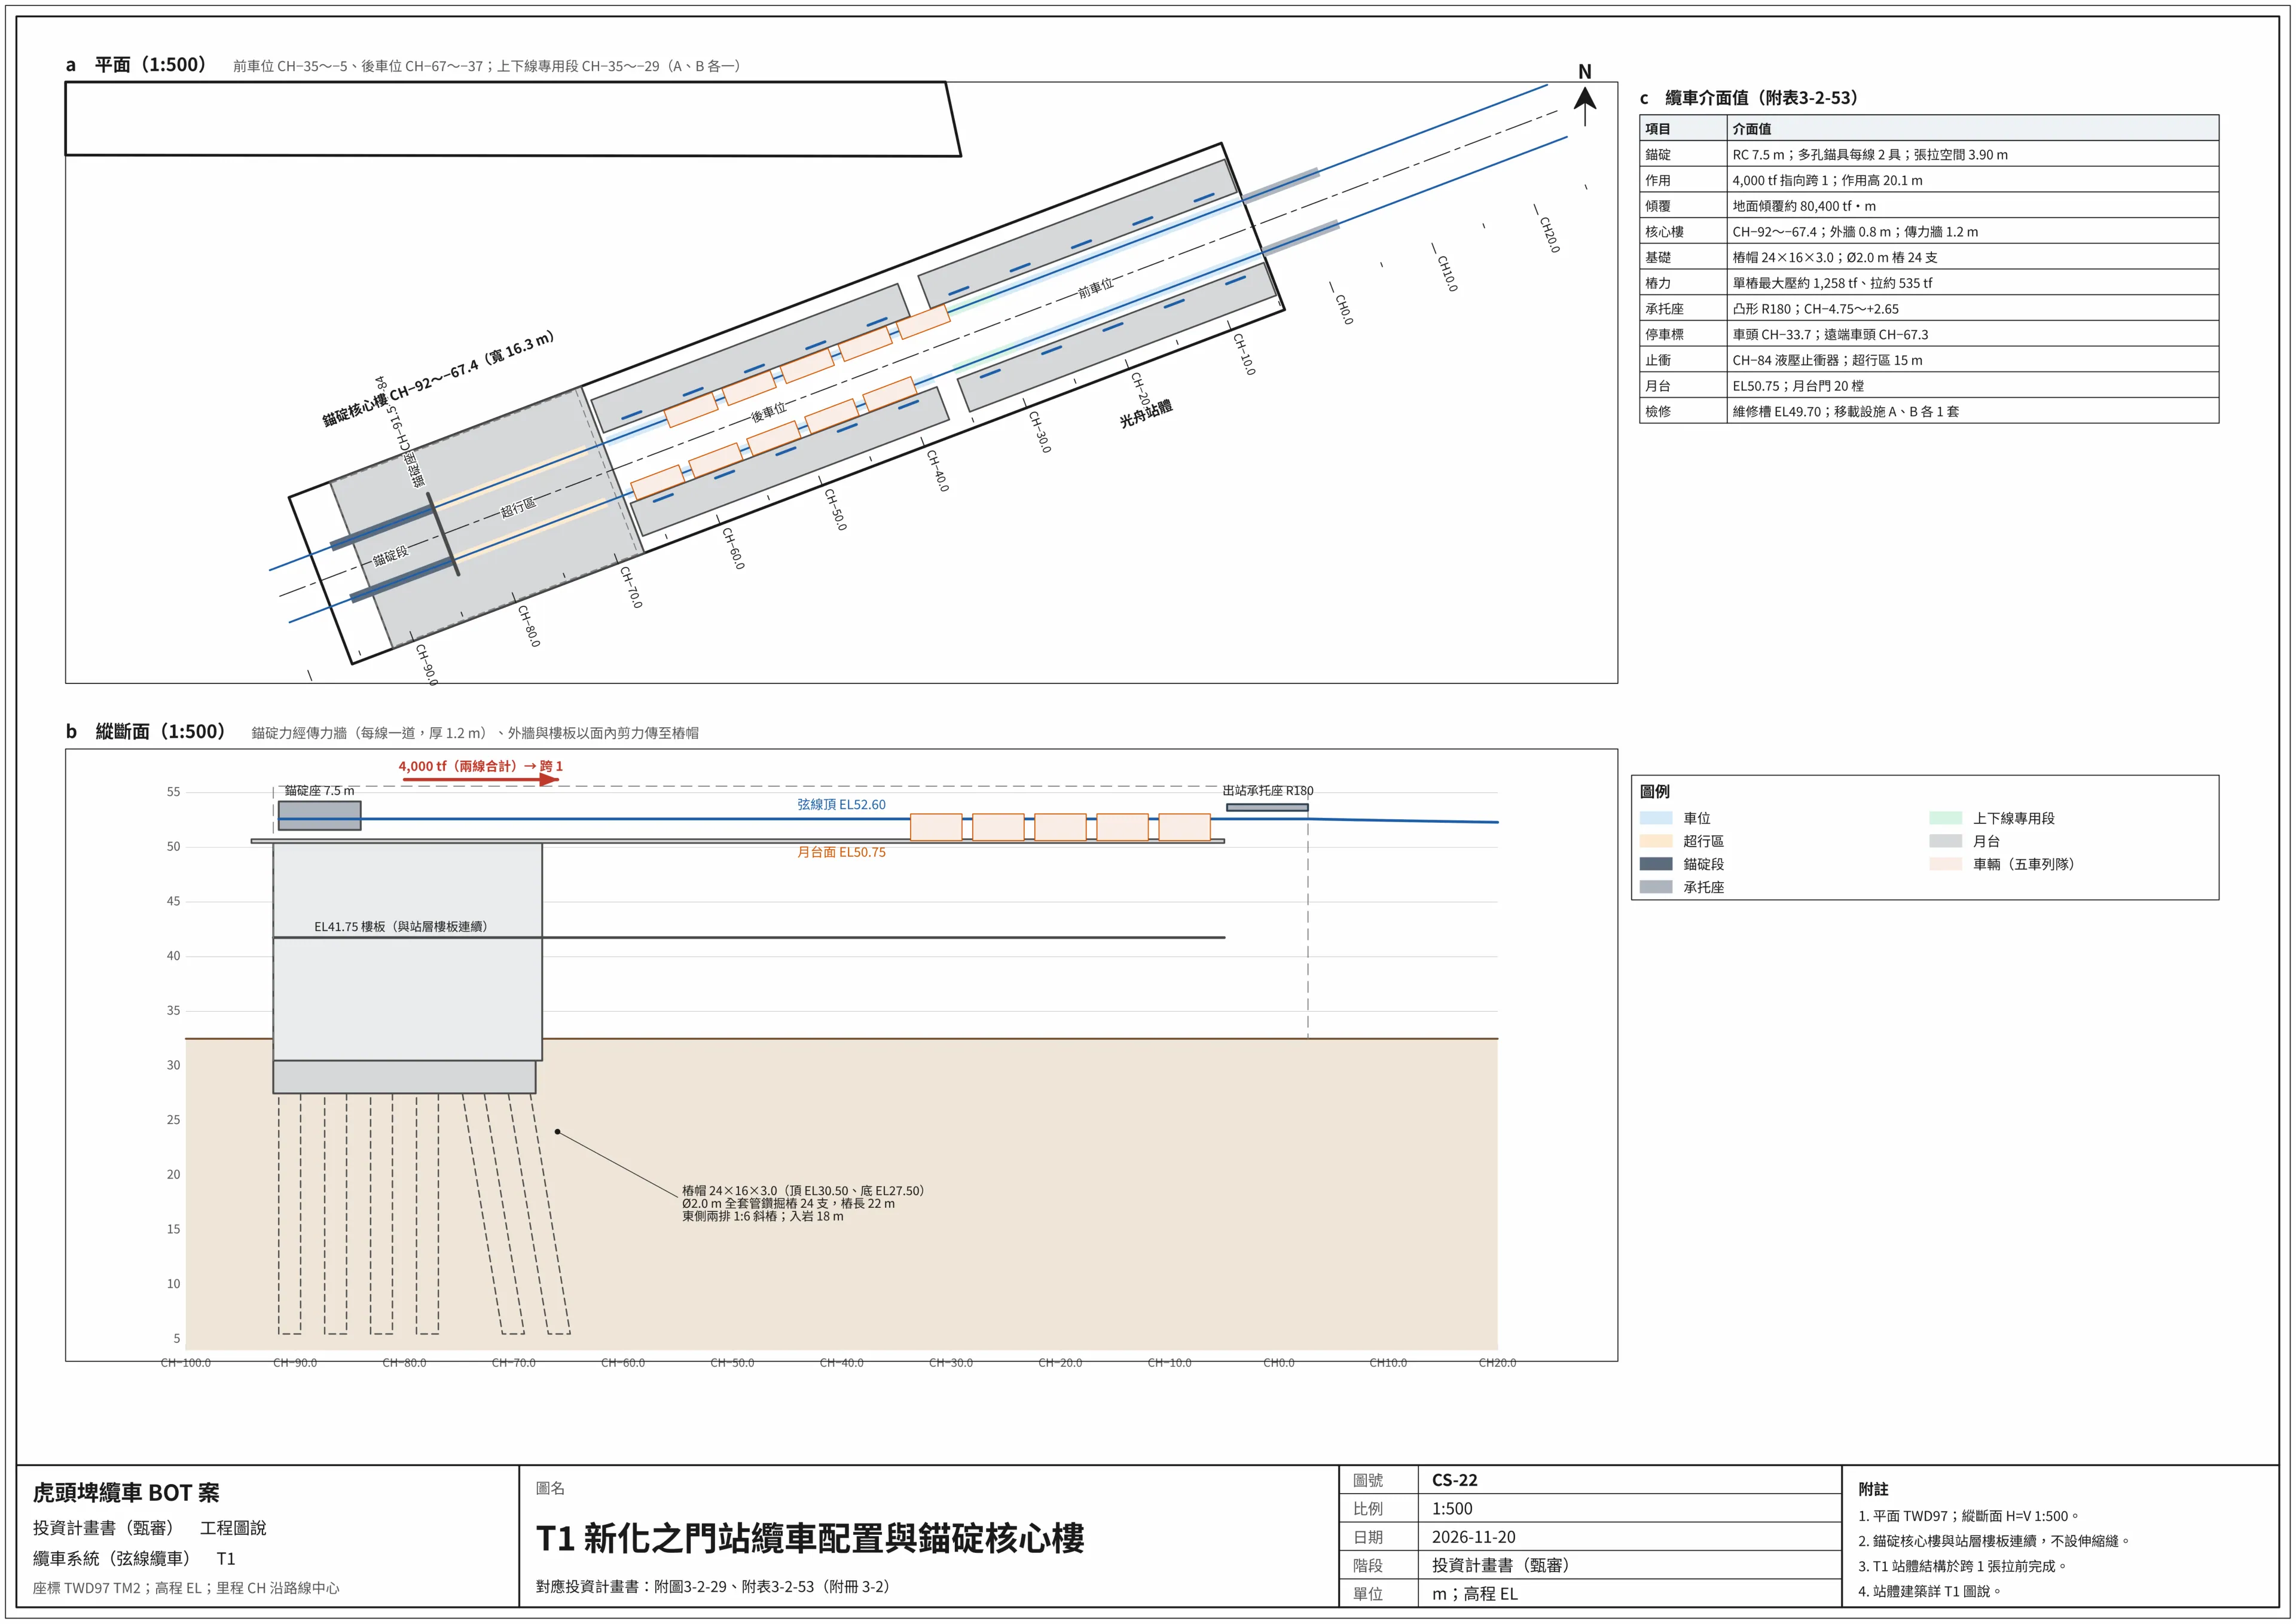 a 平面（1:500） 前車位 CH−35～−5、後車位 CH−67～−37；上下線專用段 CH−35～−29（A、B 各一）
N
錨碇核心樓 CH−92～−67.4（寬 16.3 m）
錨碇座CH−91.5～−84
錨碇段
超行區
後車位
前車位
光舟站體
CH−90.0
CH−80.0
CH−70.0
CH−60.0
CH−50.0
CH−40.0
CH−30.0
CH−20.0
CH−10.0
CH0.0
CH10.0
CH20.0
c 纜車介面值（附表3-2-53）
項目 介面值
錨碇 RC 7.5 m；多孔錨具每線 2 具；張拉空間 3.90 m
作用 4,000 tf 指向跨 1；作用高 20.1 m
傾覆 地面傾覆約 80,400 tf・m
核心樓 CH−92～−67.4；外牆 0.8 m；傳力牆 1.2 m
基礎 樁帽 24×16×3.0；Ø2.0 m 樁 24 支
樁力 單樁最大壓約 1,258 tf、拉約 535 tf
承托座 凸形 R180；CH−4.75～+2.65
停車標 車頭 CH−33.7；遠端車頭 CH−67.3
止衝 CH−84 液壓止衝器；超行區 15 m
月台 EL50.75；月台門 20 樘
檢修 維修槽 EL49.70；移載設施 A、B 各 1 套
b 縱斷面（1:500） 錨碇力經傳力牆（每線一道，厚 1.2 m）、外牆與樓板以面內剪力傳至樁帽
4,000 tf（兩線合計）→ 跨 1
錨碇座 7.5 m
出站承托座 R180
弦線頂 EL52.60
月台面 EL50.75
EL41.75 樓板（與站層樓板連續）
55
50
45
40
35
30
25
20
15
10
5
樁帽 24×16×3.0（頂 EL30.50、底 EL27.50）
Ø2.0 m 全套管鑽掘樁 24 支，樁長 22 m
東側兩排 1:6 斜樁；入岩 18 m
CH−100.0 CH−90.0 CH−80.0 CH−70.0 CH−60.0 CH−50.0 CH−40.0 CH−30.0 CH−20.0 CH−10.0 CH0.0 CH10.0 CH20.0
圖例
車位 上下線專用段
超行區 月台
錨碇段 車輛（五車列隊）
承托座
虎頭埤纜車 BOT 案
投資計畫書（甄審） 工程圖說
纜車系統（弦線纜車） T1
座標 TWD97 TM2；高程 EL；里程 CH 沿路線中心
圖名
T1 新化之門站纜車配置與錨碇核心樓
對應投資計畫書：附圖3-2-29、附表3-2-53（附冊 3-2）
圖號 CS-22
比例 1:500
日期 2026-11-20
階段 投資計畫書（甄審）
單位 m；高程 EL
附註
1. 平面 TWD97；縱斷面 H=V 1:500。
2. 錨碇核心樓與站層樓板連續，不設伸縮縫。
3. T1 站體結構於跨 1 張拉前完成。
4. 站體建築詳 T1 圖說。